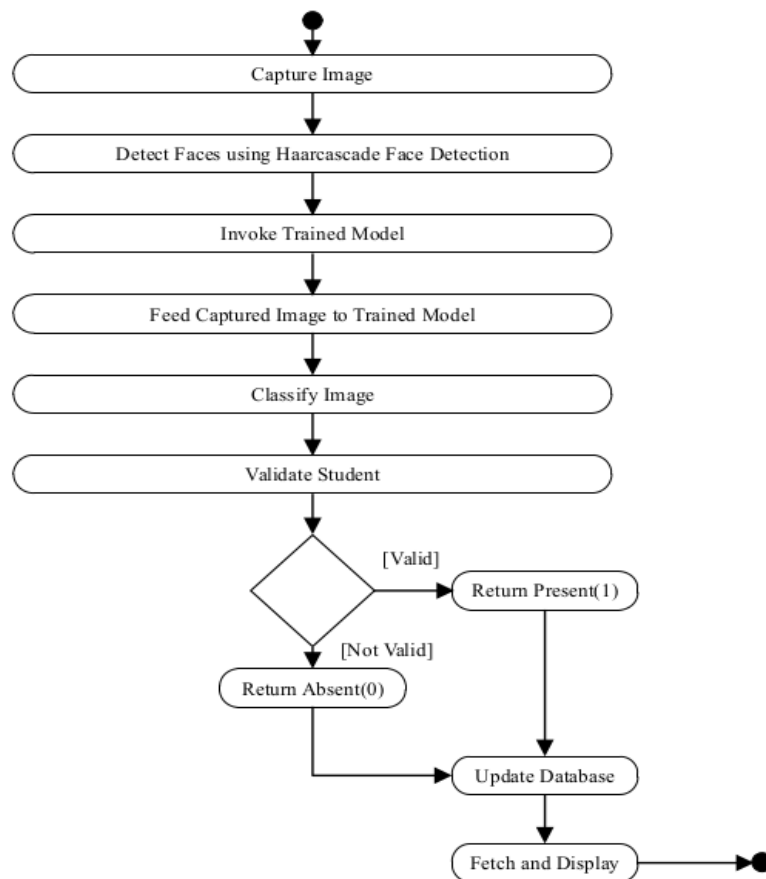 Capture Image
Detect Faces using Haarcascade Face Detection
Invoke Trained Model
Feed Captured Image to Trained Model
Classify Image
Validate Student
[Valid]
Return Present(1)
[Not Valid]
Return Absent(0)
Update Database
Fetch and Display